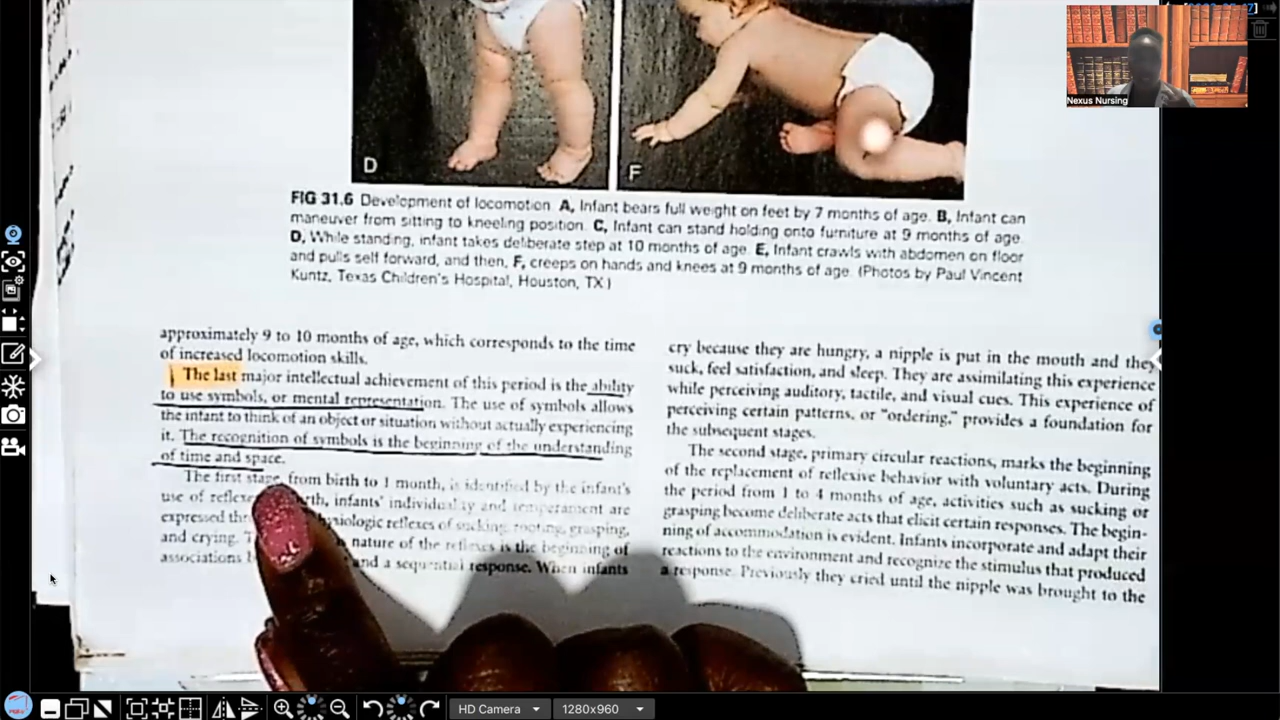 Nexus Nursing
D
F
FIG 31.6 Development of locomotion. A, Infant bears full weight on feet by 7 months of age. B, Infant can
maneuver from sitting to kneeling position. C, Infant can stand holding onto furniture at 9 months of age.
D, While standing, infant takes deliberate step at 10 months of age. E, Infant crawls with abdomen on floor
and pulls self forward, and then, F, creeps on hands and knees at 9 months of age. (Photos by Paul Vincent
Kuntz, Texas Children's Hospital, Houston, TX.)
approximately 9 to 10 months of age, which corresponds to the time
of increased locomotion skills.
The last major intellectual achievement of this period is the ability
to use symbols, or mental representation. The use of symbols allows
the infant to think of an object or situation without actually experiencing
it. The recognition of symbols is the beginning of the understanding
of time and space.
The first stage, from birth to 1 month, is identified by the infant's
use of reflexes infants' individuality and temperament are
expressed reflexes of sucking, rooting, grasping,
and crying. nature of the reflexes is the beginning of
associations and a sequential response. When infants
cry because they are hungry, a nipple is put in the mouth and they
suck, feel satisfaction, and sleep. They are assimilating this experience
while perceiving auditory, tactile, and visual cues. This experience of
perceiving certain patterns, or "ordering," provides a foundation for
the subsequent stages.
The second stage, primary circular reactions, marks the beginning
of the replacement of reflexive behavior with voluntary acts. During
the period from 1 to 4 months of age, activities such as sucking or
grasping become deliberate acts that elicit certain responses. The begin-
ning of accommodation is evident. Infants incorporate and adapt their
reactions to the environment and recognize the stimulus that produced
a response. Previously they cried until the nipple was brought to the
HD Camera
1280x960